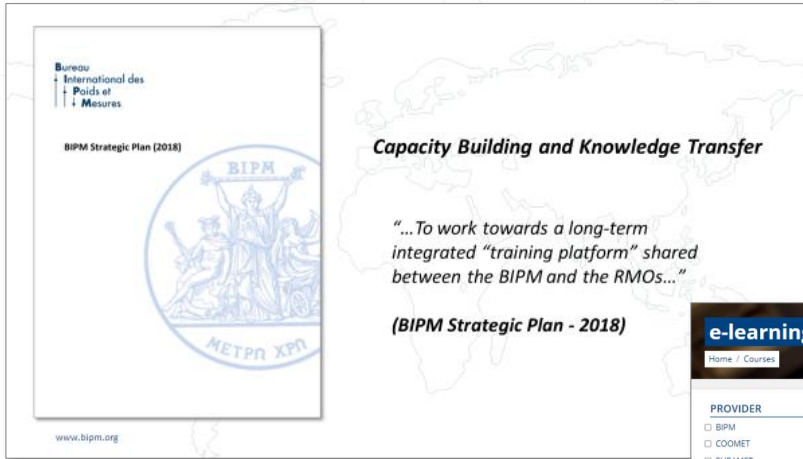 Bureau
International des
Poids et
Mesures
BIPM Strategic Plan (2018)
BIPM
ΜΕΤΡΩ ΧΡΩ
www.bipm.org
Capacity Building and Knowledge Transfer
“...To work towards a long-term
integrated “training platform” shared
between the BIPM and the RMOs...”
(BIPM Strategic Plan - 2018)
e-learning
Home / Courses
PROVIDER
BIPM
COOMET